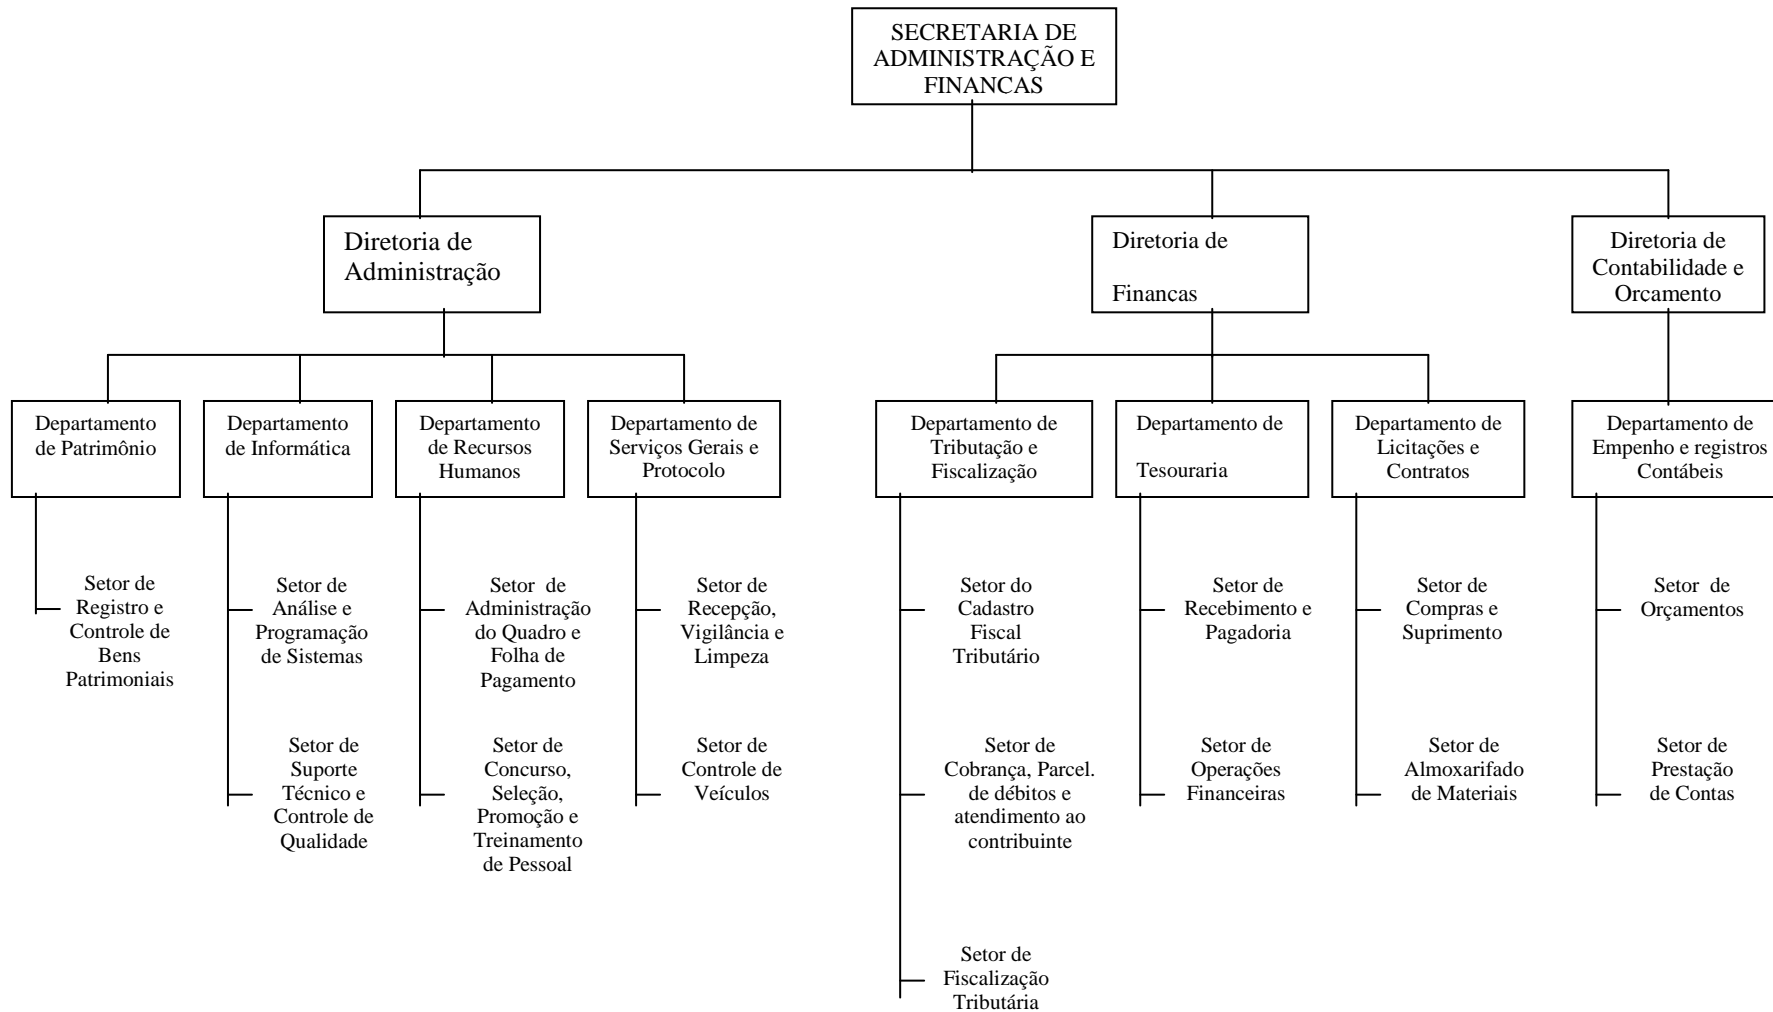 SECRETARIA DE
ADMINISTRAÇÃO E
FINANCAS
Diretoria de
Administração
Diretoria de
Financas
Diretoria de
Contabilidade e
Orcamento
Departamento
de Patrimônio
Departamento
de Informática
Departamento
de Recursos
Humanos
Departamento de
Serviços Gerais e
Protocolo
Departamento de
Tributação e
Fiscalização
Departamento de
Tesouraria
Departamento de
Licitações e
Contratos
Departamento de
Empenho e registros
Contábeis
Setor de
Registro e
Controle de
Bens
Patrimoniais
Setor de
Análise e
Programação
de Sistemas
Setor de
Administração
do Quadro e
Folha de
Pagamento
Setor de
Recepção,
Vigilância e
Limpeza
Setor do
Cadastro
Fiscal
Tributário
Setor de
Recebimento e
Pagadoria
Setor de
Compras e
Suprimento
Setor de
Orçamentos
Setor de
Suporte
Técnico e
Controle de
Qualidade
Setor de
Concurso,
Seleção,
Promoção e
Treinamento
de Pessoal
Setor de
Controle de
Veículos
Setor de
Cobrança, Parcel.
de débitos e
atendimento ao
contribuinte
Setor de
Operações
Financeiras
Setor de
Almoxarifado
de Materiais
Setor de
Prestação
de Contas
Setor de
Fiscalização
Tributária